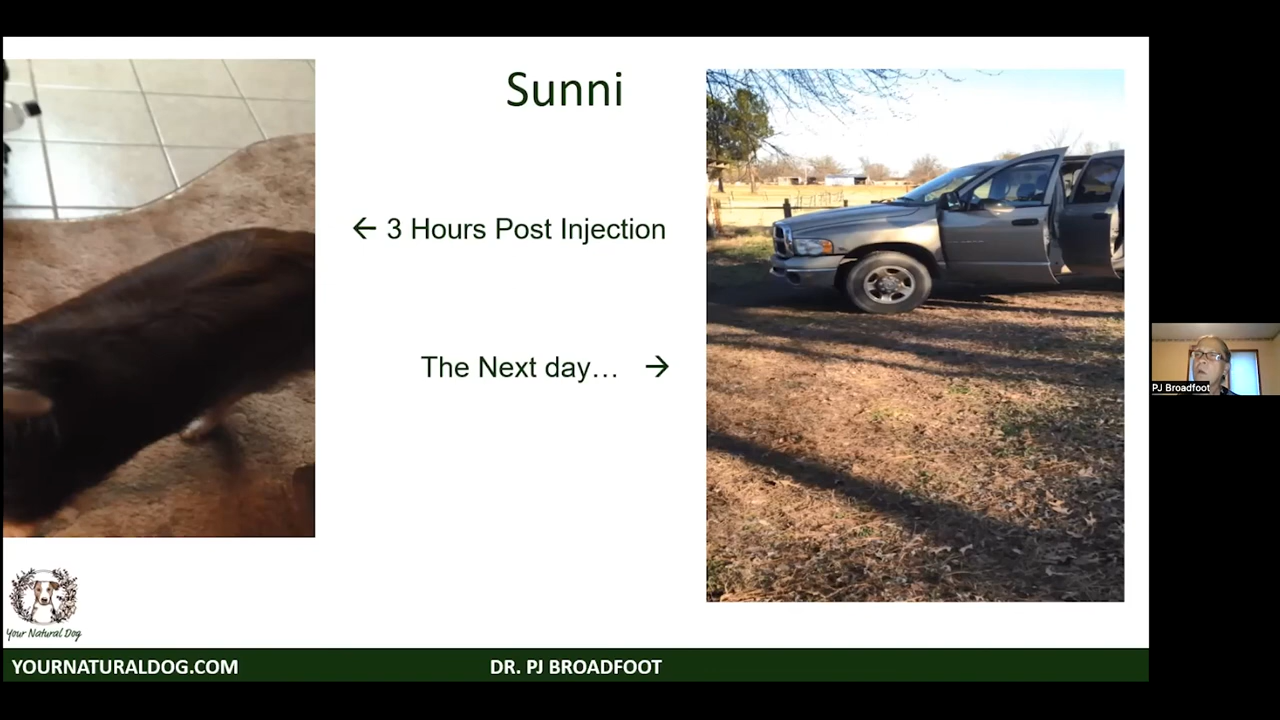 Sunni
← 3 Hours Post Injection
The Next day… →
PJ Broadfoot
Your Natural Dog
YOURNATURALDOG.COM
DR. PJ BROADFOOT